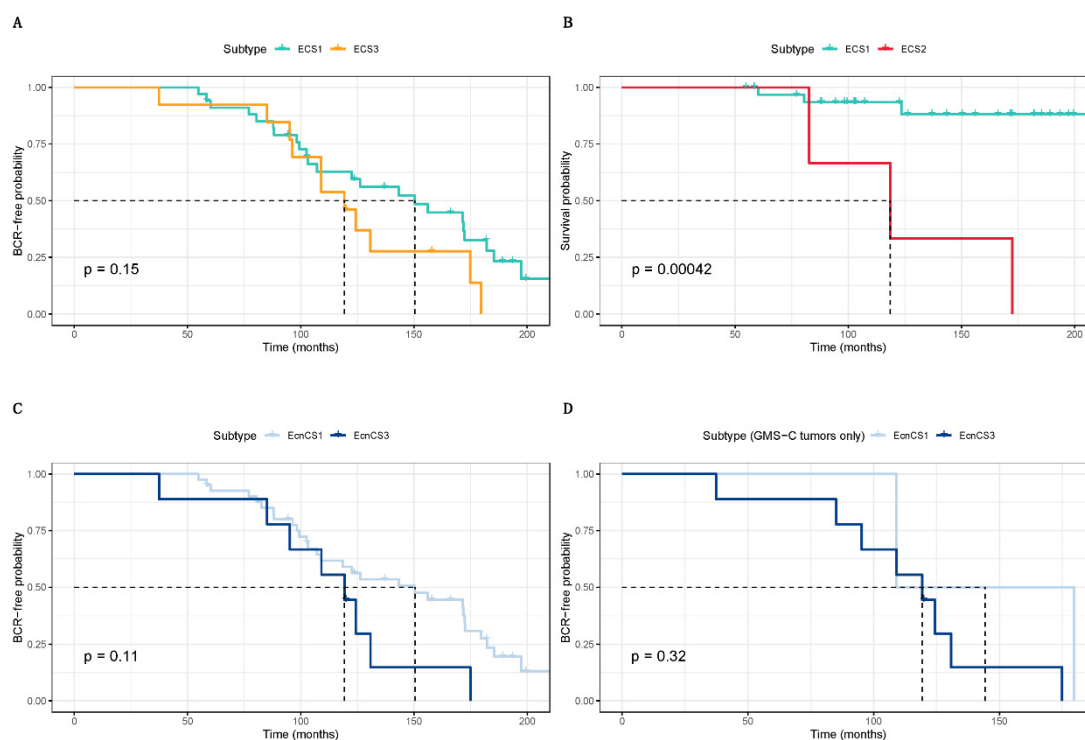 A
Subtype ECS1 ECS3
BCR-free probability
1.00
0.75
0.50
0.25
0.00
p = 0.15
0 50 100 150 200
Time (months)
B
Subtype ECS1 ECS2
Survival probability
1.00
0.75
0.50
0.25
0.00
p = 0.00042
0 50 100 150 200
Time (months)
C
Subtype EcnCS1 EcnCS3
BCR-free probability
1.00
0.75
0.50
0.25
0.00
p = 0.11
0 50 100 150 200
Time (months)
D
Subtype (GMS-C tumors only) EcnCS1 EcnCS3
BCR-free probability
1.00
0.75
0.50
0.25
0.00
p = 0.32
0 50 100 150
Time (months)